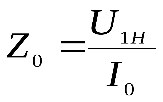 Z₀ = U₁H / I₀